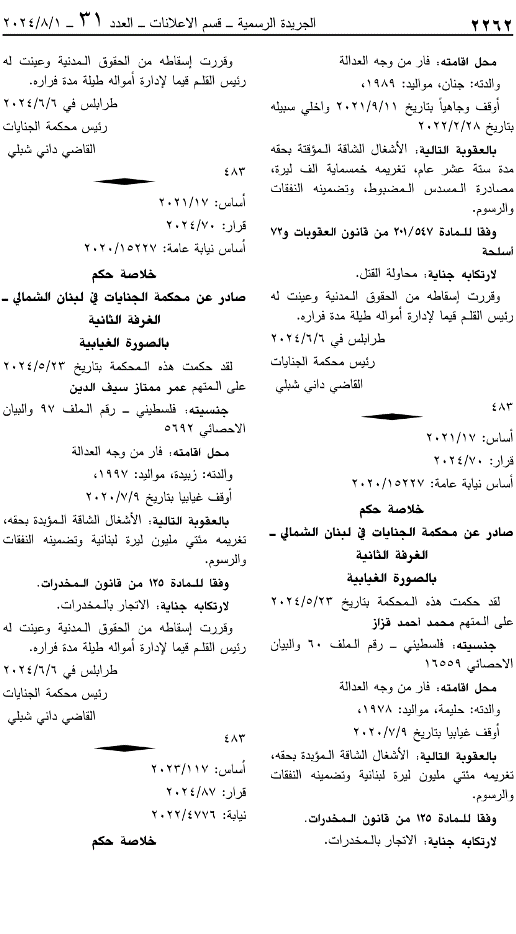 ٢٢٦٢
الجريدة الرسمية ــ قسم الاعلانات ــ العدد ٣١ ــ ٢٠٢٤/٨/١
محل اقامته: فار من وجه العدالة
والدته: جنان، مواليد: ١٩٨٩،
أوقف وجاهياً بتاريخ ٢٠٢١/٩/١١ واخلي سبيله
بتاريخ ٢٠٢٢/٢/٢٨
بالعقوبة التالية: الأشغال الشاقة المؤقتة بحقه
مدة ستة عشر عام، تغريمه خمسماية الف ليرة،
مصادرة المسدس المضبوط، وتضمينه النفقات
والرسوم.
وفقا للمادة ٢٠١/٥٤٧ من قانون العقوبات و٧٢
أسلحة
لارتكابه جناية: محاولة القتل.
وقررت إسقاطه من الحقوق المدنية وعينت له
رئيس القلم قيما لإدارة أمواله طيلة مدة فراره.
طرابلس في ٢٠٢٤/٦/٦
رئيس محكمة الجنايات
القاضي داني شبلي
٤٨٣
أساس: ٢٠٢١/١٧
قرار: ٢٠٢٤/٧٠
أساس نيابة عامة: ٢٠٢٠/١٥٢٢٧
خلاصة حكم
صادر عن محكمة الجنايات في لبنان الشمالي ــ
الغرفة الثانية
بالصورة الغيابية
لقد حكمت هذه المحكمة بتاريخ ٢٠٢٤/٥/٢٣
على المتهم محمد أحمد قزاز
جنسيته: فلسطيني ــ رقم الملف ٦٠ والبيان
الاحصائي ١٦٥٥٩
محل اقامته: فار من وجه العدالة
والدته: حليمة، مواليد: ١٩٧٨،
أوقف غيابيا بتاريخ ٢٠٢٠/٧/٩
بالعقوبة التالية: الأشغال الشاقة المؤبدة بحقه،
تغريمه مئتي مليون ليرة لبنانية وتضمينه النفقات
والرسوم.
وفقا للمادة ١٢٥ من قانون المخدرات.
لارتكابه جناية: الاتجار بالمخدرات.
وقررت إسقاطه من الحقوق المدنية وعينت له
رئيس القلم قيما لإدارة أمواله طيلة مدة فراره.
طرابلس في ٢٠٢٤/٦/٦
رئيس محكمة الجنايات
القاضي داني شبلي
٤٨٣
أساس: ٢٠٢١/١٧
قرار: ٢٠٢٤/٧٠
أساس نيابة عامة: ٢٠٢٠/١٥٢٢٧
خلاصة حكم
صادر عن محكمة الجنايات في لبنان الشمالي ــ
الغرفة الثانية
بالصورة الغيابية
لقد حكمت هذه المحكمة بتاريخ ٢٠٢٤/٥/٢٣
على المتهم عمر ممتاز سيف الدين
جنسيته: فلسطيني ــ رقم الملف ٩٧ والبيان
الاحصائي ٥٦٩٢
محل اقامته: فار من وجه العدالة
والدته: زبيدة، مواليد: ١٩٩٧،
أوقف غيابيا بتاريخ ٢٠٢٠/٧/٩
بالعقوبة التالية: الأشغال الشاقة المؤبدة بحقه،
تغريمه مئتي مليون ليرة لبنانية وتضمينه النفقات
والرسوم.
وفقا للمادة ١٢٥ من قانون المخدرات.
لارتكابه جناية: الاتجار بالمخدرات.
وقررت إسقاطه من الحقوق المدنية وعينت له
رئيس القلم قيما لإدارة أمواله طيلة مدة فراره.
طرابلس في ٢٠٢٤/٦/٦
رئيس محكمة الجنايات
القاضي داني شبلي
٤٨٣
أساس: ٢٠٢٣/١١٧
قرار: ٢٠٢٤/٨٧
نيابة: ٢٠٢٢/٤٧٧٦
خلاصة حكم